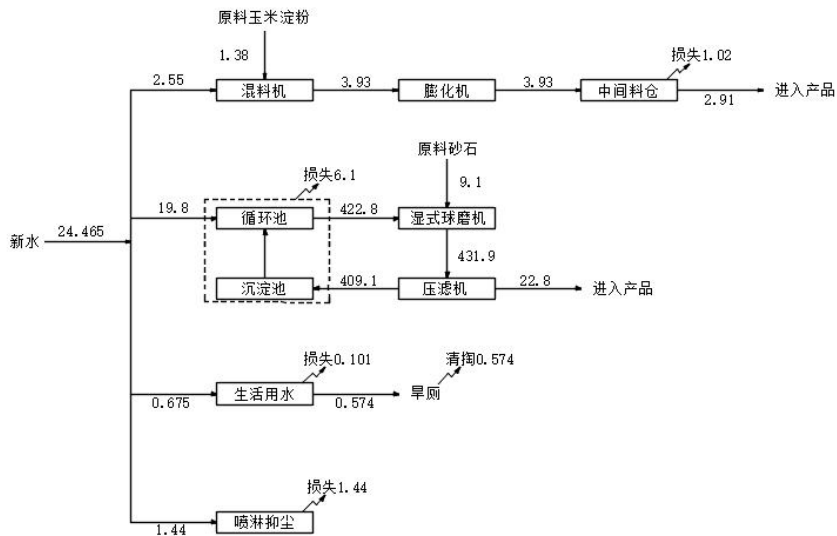 原料玉米淀粉
1.38
损失1.02
2.55
混料机
3.93
膨化机
3.93
中间料仓
2.91
进入产品
原料砂石
损失6.1
9.1
19.8
循环池
422.8
湿式球磨机
新水
24.465
431.9
沉淀池
409.1
压滤机
22.8
进入产品
损失0.101
清掏0.574
0.675
生活用水
0.574
旱厕
损失1.44
1.44
喷淋抑尘